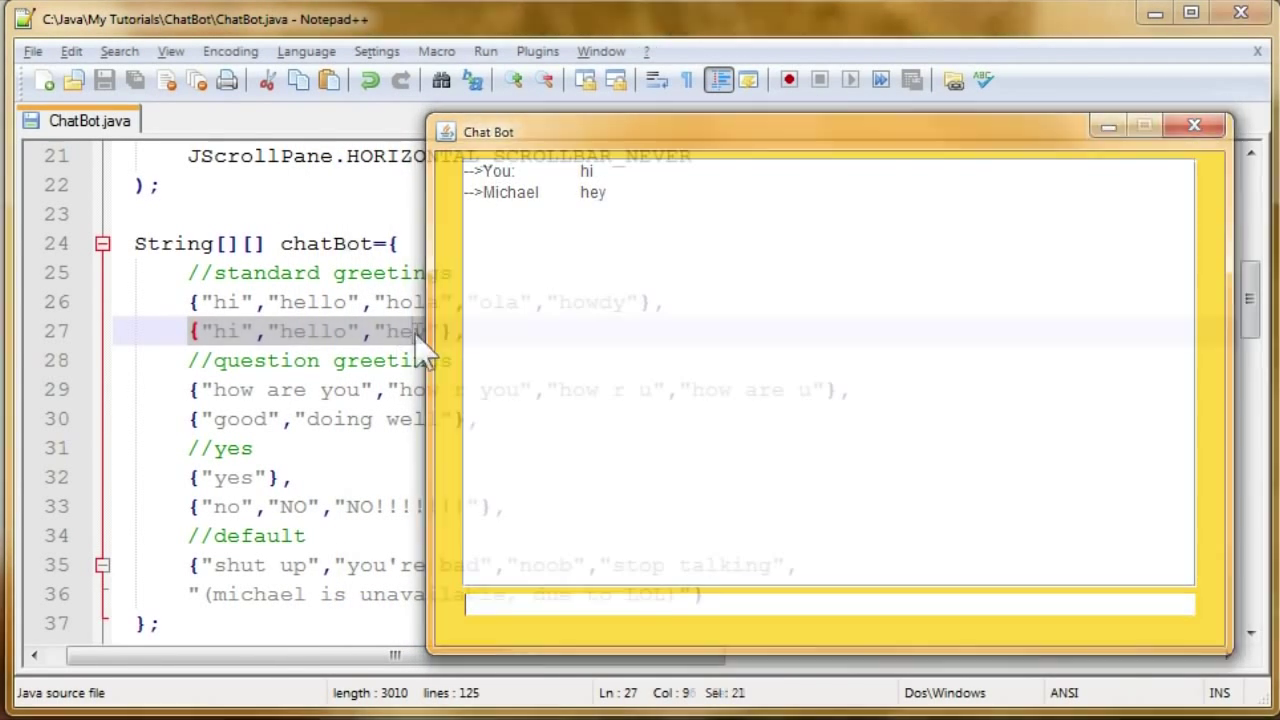 C:\Java\My Tutorials\ChatBot\ChatBot.java - Notepad++
File Edit Search View Encoding Language Settings Macro Run Plugins Window ? X
ChatBot.java
Chat Bot
-->You: hi
-->Michael hey
21 JScrollPane.HORIZONTAL_SCROLLBAR_NEVER
22 );
23
24 String[][] chatBot={
25 //standard greetings
26 {"hi","hello","hola","ola","howdy"},
27 {"hi","hello","hey"},
28 //question greetings
29 {"how are you","how r you","how r u","how are u"},
30 {"good","doing well"},
31 //yes
32 {"yes"},
33 {"no","NO","NO!!!!!!!"},
34 //default
35 {"shut up","you're bad","noob","stop talking",
36 "(michael is unavailable, due to LOL!")
37 };
Java source file length : 3010 lines : 125 Ln : 27 Sel : 21 Dos\Windows ANSI INS